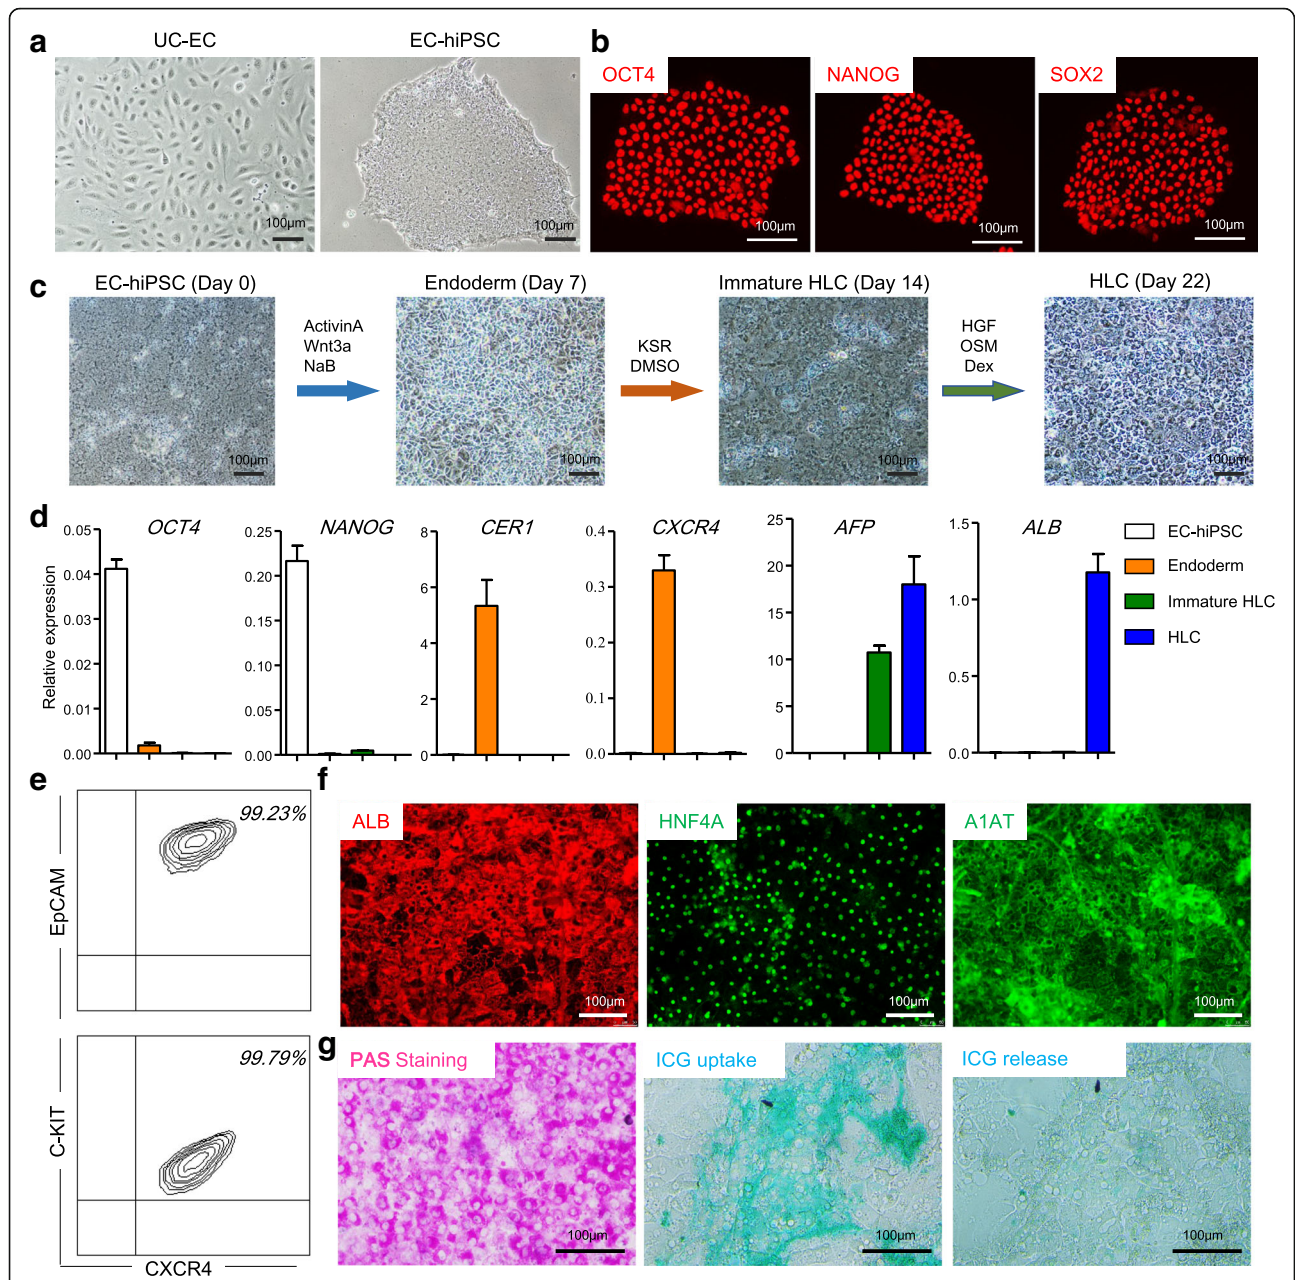 a
UC-EC
EC-hiPSC
100μm
100μm
b
OCT4
NANOG
SOX2
100μm
100μm
100μm
c
EC-hiPSC (Day 0)
Endoderm (Day 7)
Immature HLC (Day 14)
HLC (Day 22)
ActivinA
Wnt3a
NaB
KSR
DMSO
HGF
OSM
Dex
100μm
100μm
100μm
100μm
d
Relative expression
OCT4
0.05
0.04
0.03
0.02
0.01
0.00
NANOG
0.25
0.20
0.15
0.10
0.05
0.00
CER1
8
6
4
2
0
CXCR4
0.4
0.3
0.2
0.1
0.0
AFP
25
20
15
10
5
0
ALB
1.5
1.0
0.5
0.0
EC-hiPSC
Endoderm
Immature HLC
HLC
e
EpCAM
99.23%
C-KIT
99.79%
CXCR4
f
ALB
HNF4A
A1AT
100μm
100μm
100μm
g
PAS Staining
ICG uptake
ICG release
100μm
100μm
100μm